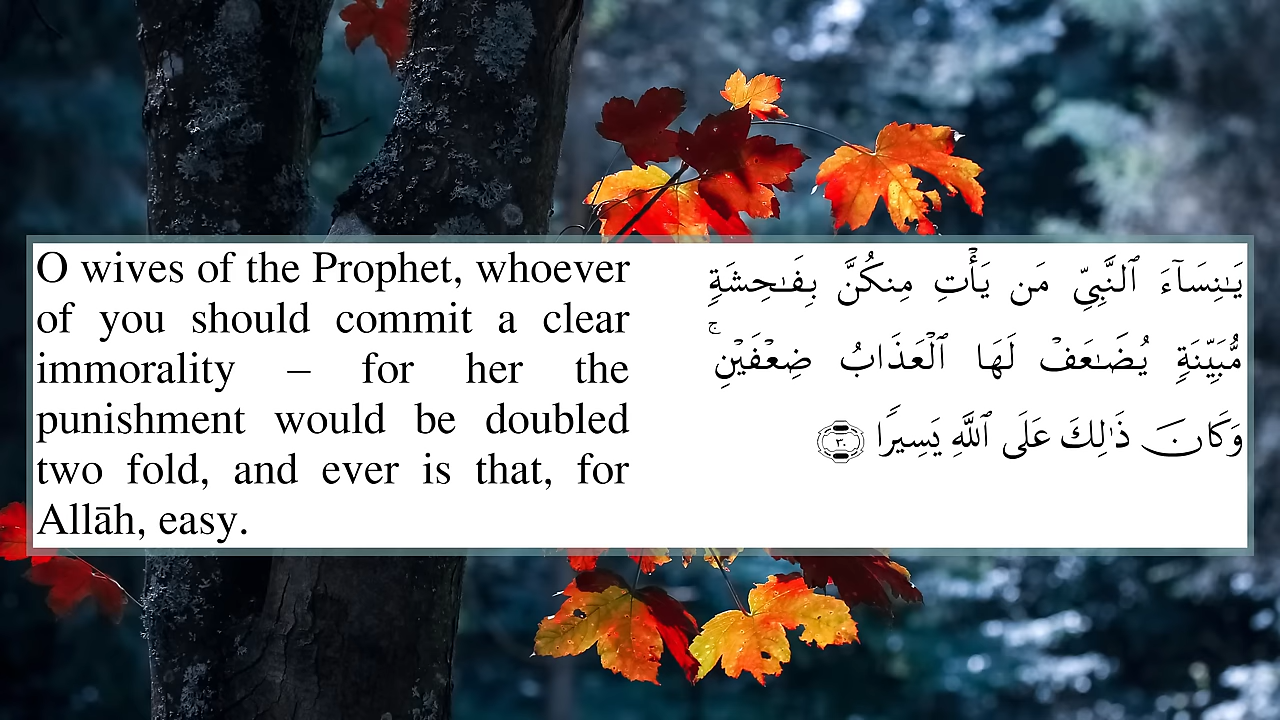 O wives of the Prophet, whoever
of you should commit a clear
immorality – for her the
punishment would be doubled
two fold, and ever is that, for
Allāh, easy.
يَـٰنِسَآءَ ٱلنَّبِىِّ مَن يَأْتِ مِنكُنَّ بِفَـٰحِشَةٍ
مُّبَيِّنَةٍ يُضَـٰعَفْ لَهَا ٱلْعَذَابُ ضِعْفَيْنِ ۚ
وَكَانَ ذَٰلِكَ عَلَى ٱللَّهِ يَسِيرًا ٣٠